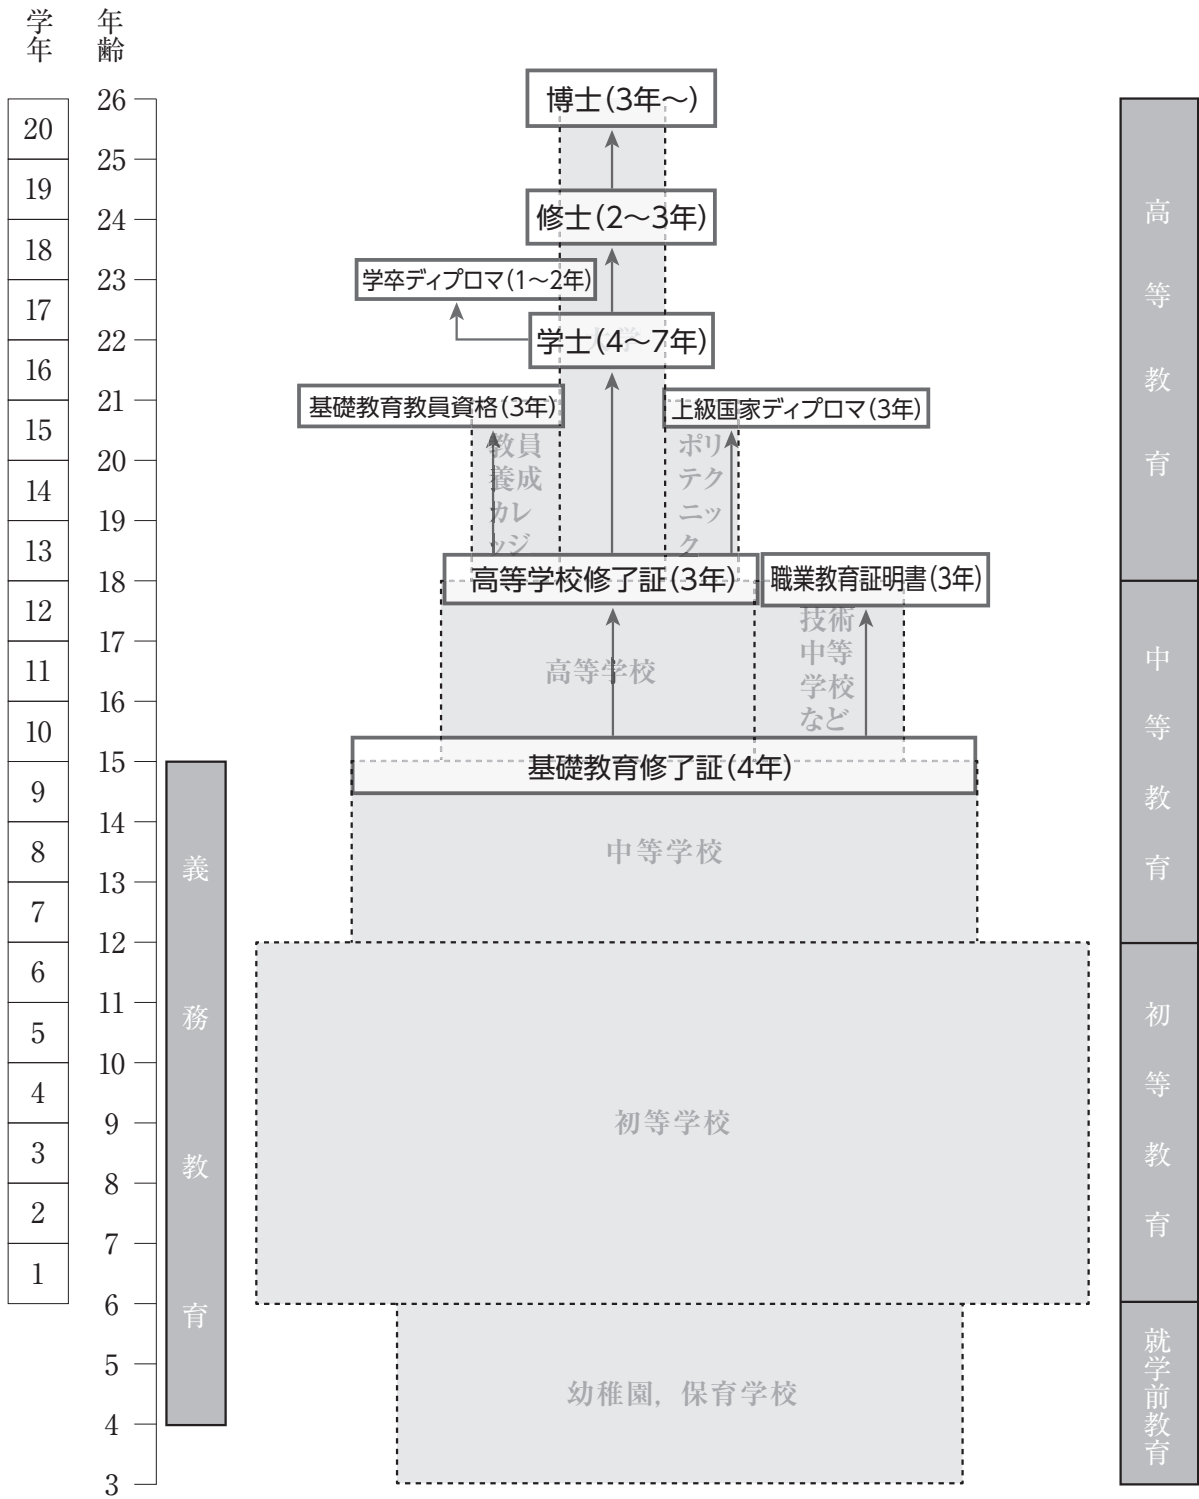 学年
年齢
20
19
18
17
16
15
14
13
12
11
10
9
8
7
6
5
4
3
2
1
26
25
24
23
22
21
20
19
18
17
16
15
14
13
12
11
10
9
8
7
6
5
4
3
義務教育
博士(3年～)
修士(2～3年)
学卒ディプロマ(1～2年)
大学
学士(4～7年)
基礎教育教員資格(3年)
上級国家ディプロマ(3年)
教員
養成
カレ
ッジ
ポリ
テク
ニッ
ク
高等学校修了証(3年)
職業教育証明書(3年)
高等学校
技術
中等
学校
など
基礎教育修了証(4年)
中等学校
初等学校
幼稚園，保育学校
高等教育
中等教育
初等教育
就学前教育